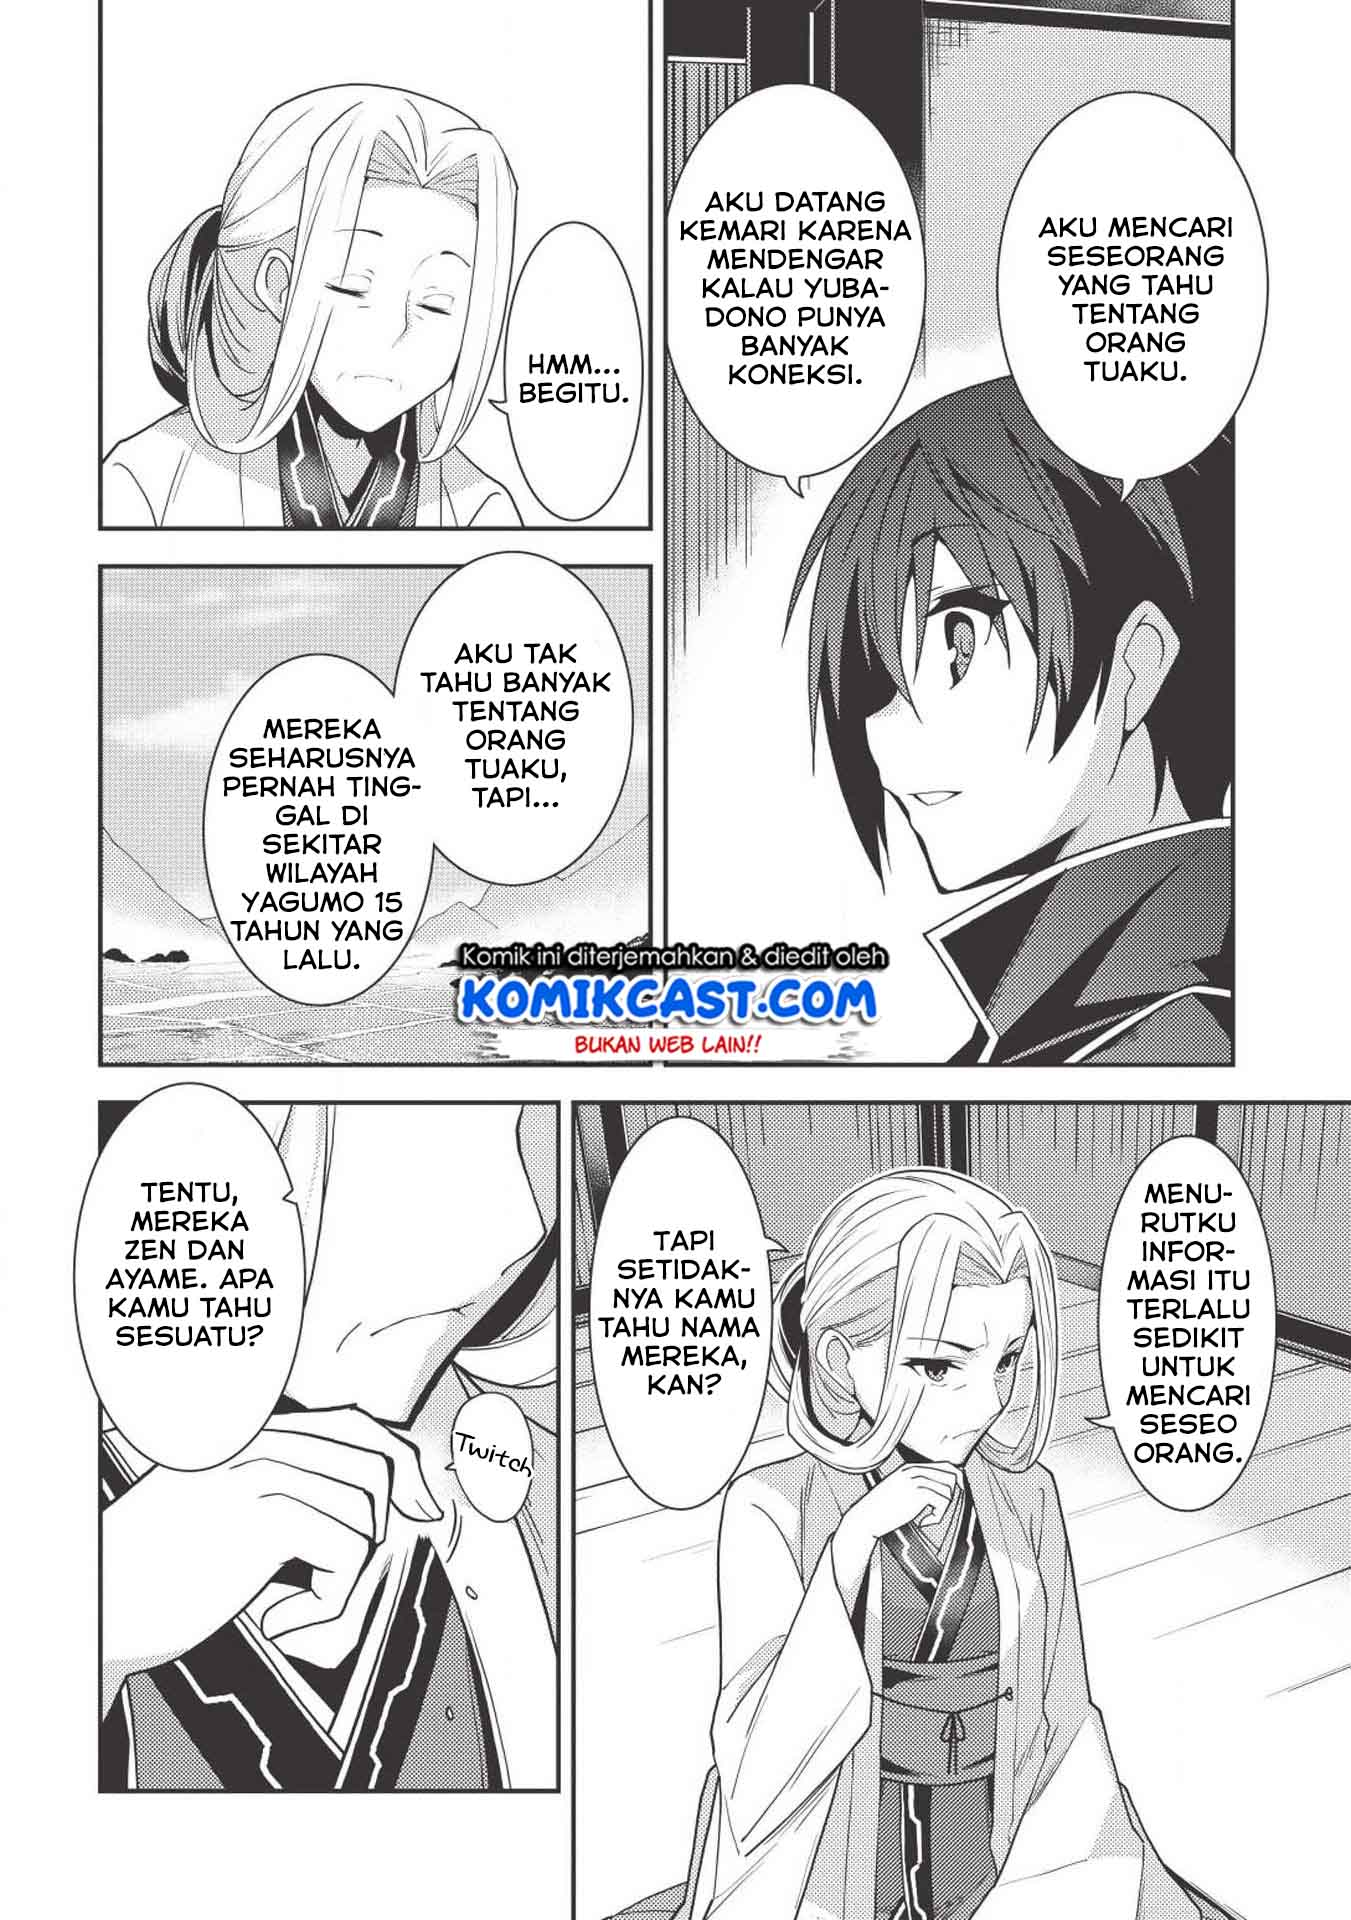 AKU MENCARI
SESEORANG
YANG TAHU
TENTANG
ORANG
TUAKU.
AKU DATANG
KEMARI KARENA
MENDENGAR
KALAU YUBA-
DONO PUNYA
BANYAK
KONEKSI.
HMM...
BEGITU.
AKU TAK
TAHU BANYAK
TENTANG
ORANG
TUAKU,
TAPI...
MEREKA
SEHARUSNYA
PERNAH TING-
GAL DI
SEKITAR
WILAYAH
YAGUMO 15
TAHUN YANG
LALU.
Komik ini diterjemahkan & diedit oleh
KOMIKCAST.COM
BUKAN WEB LAIN!!
MENU-
RUTKU
INFOR-
MASI ITU
TERLALU
SEDIKIT
UNTUK
MENCARI
SESEO
ORANG.
TAPI
SETIDAK-
NYA KAMU
TAHU NAMA
MEREKA,
KAN?
TENTU,
MEREKA
ZEN DAN
AYAME. APA
KAMU TAHU
SESUATU?
Twitch